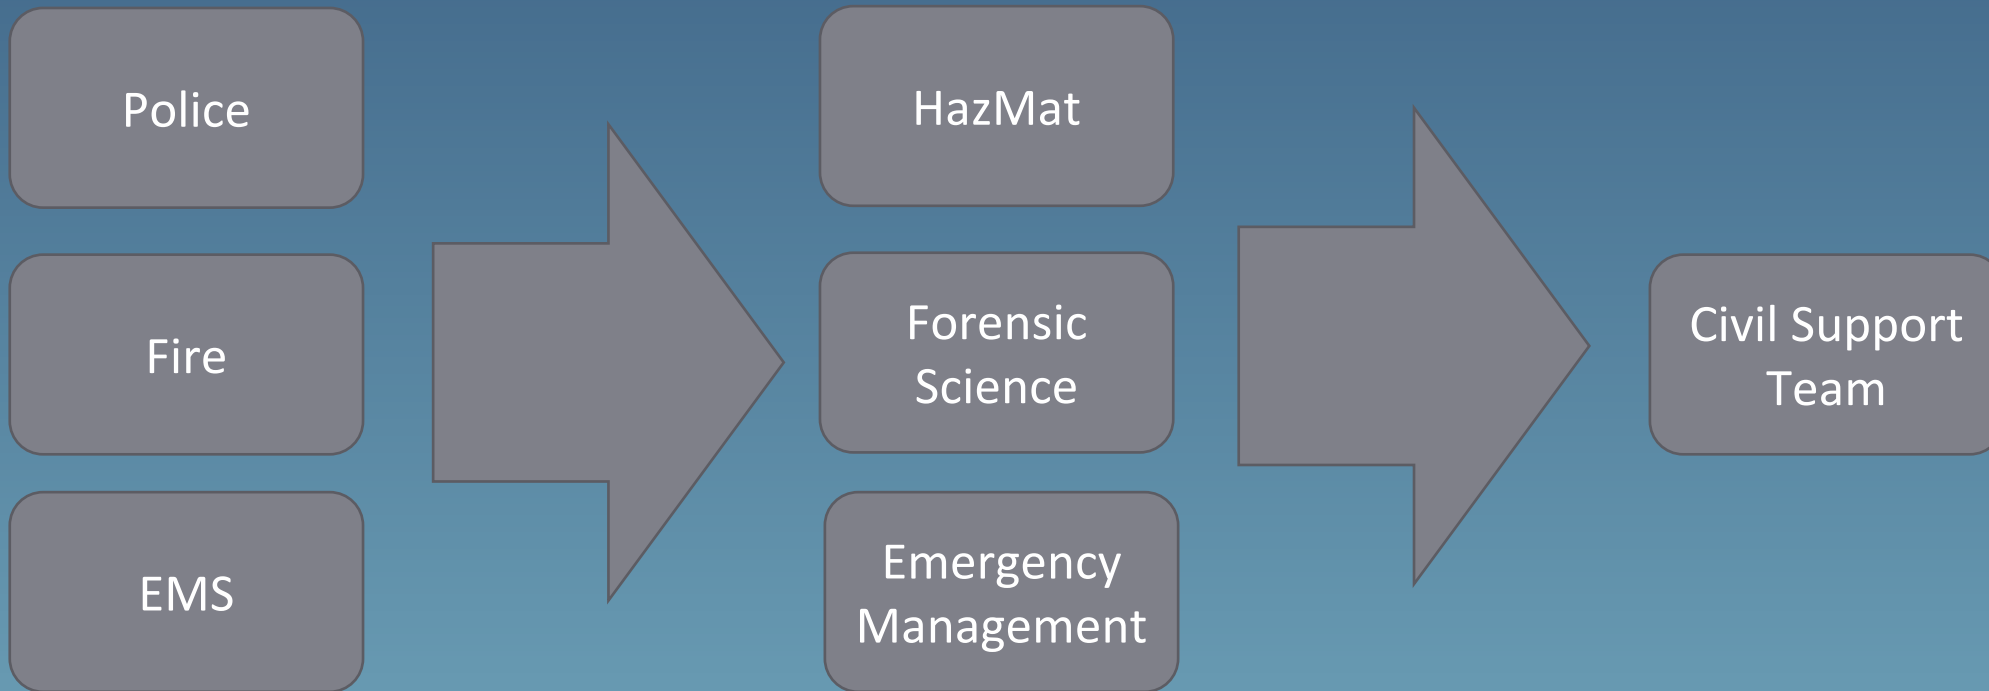 Police
Fire
EMS
HazMat
Forensic
Science
Emergency
Management
Civil Support
Team